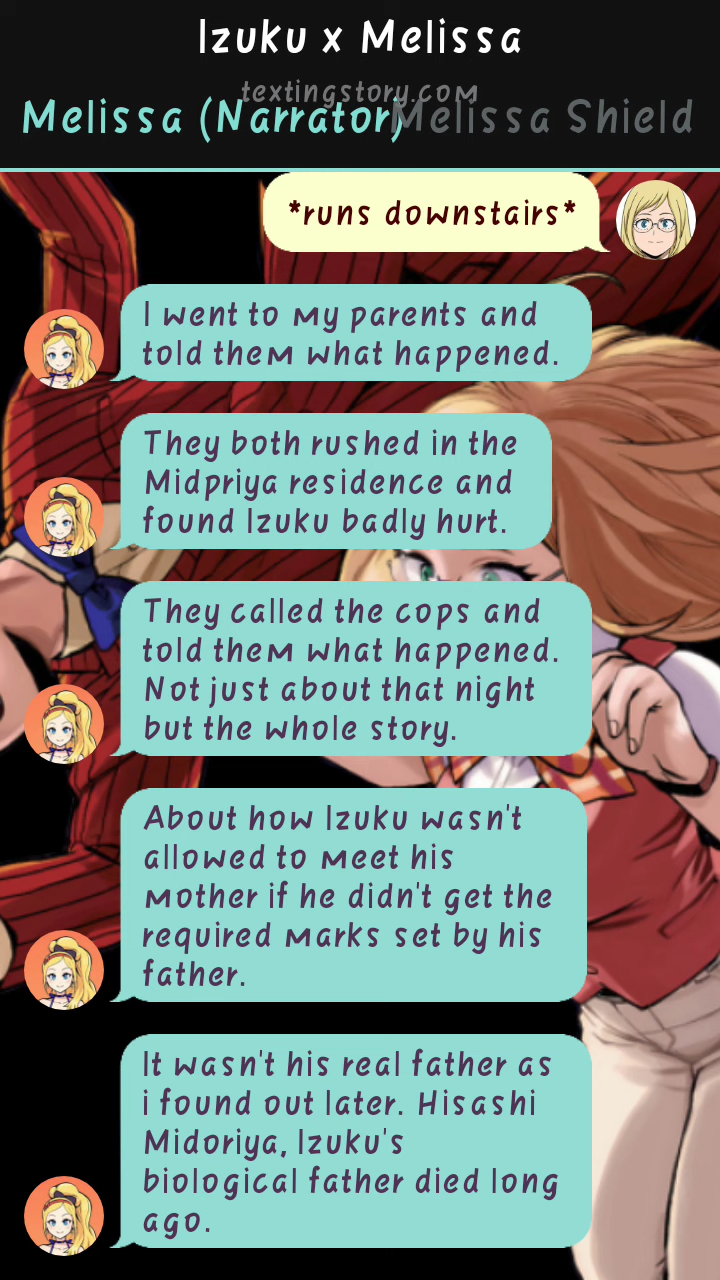 Izuku x Melissa
textingstory.com
Melissa (Narrator)
Melissa Shield
*runs downstairs*
I went to my parents and
told them what happened.
They both rushed in the
Midpriya residence and
found Izuku badly hurt.
They called the cops and
told them what happened.
Not just about that night
but the whole story.
About how Izuku wasn't
allowed to meet his
mother if he didn't get the
required marks set by his
father.
It wasn't his real father as
i found out later. Hisashi
Midoriya, Izuku's
biological father died long
ago.